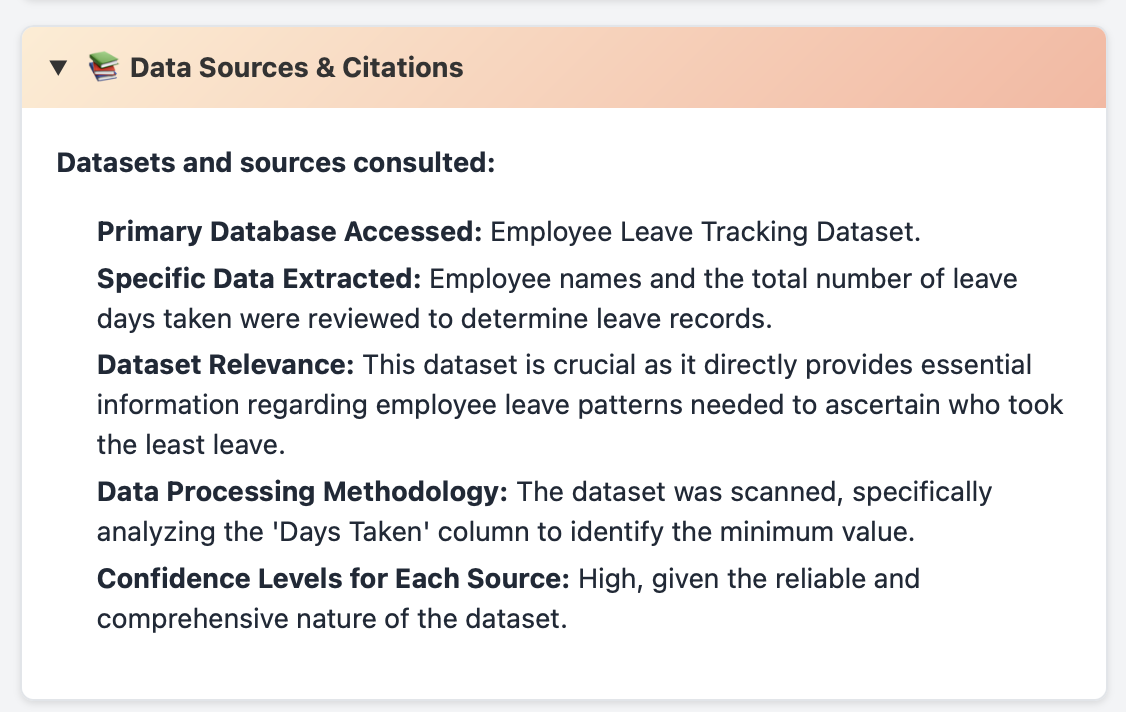 ▼ 📚 Data Sources & Citations
Datasets and sources consulted:
Primary Database Accessed: Employee Leave Tracking Dataset.
Specific Data Extracted: Employee names and the total number of leave
days taken were reviewed to determine leave records.
Dataset Relevance: This dataset is crucial as it directly provides essential
information regarding employee leave patterns needed to ascertain who took
the least leave.
Data Processing Methodology: The dataset was scanned, specifically
analyzing the 'Days Taken' column to identify the minimum value.
Confidence Levels for Each Source: High, given the reliable and
comprehensive nature of the dataset.